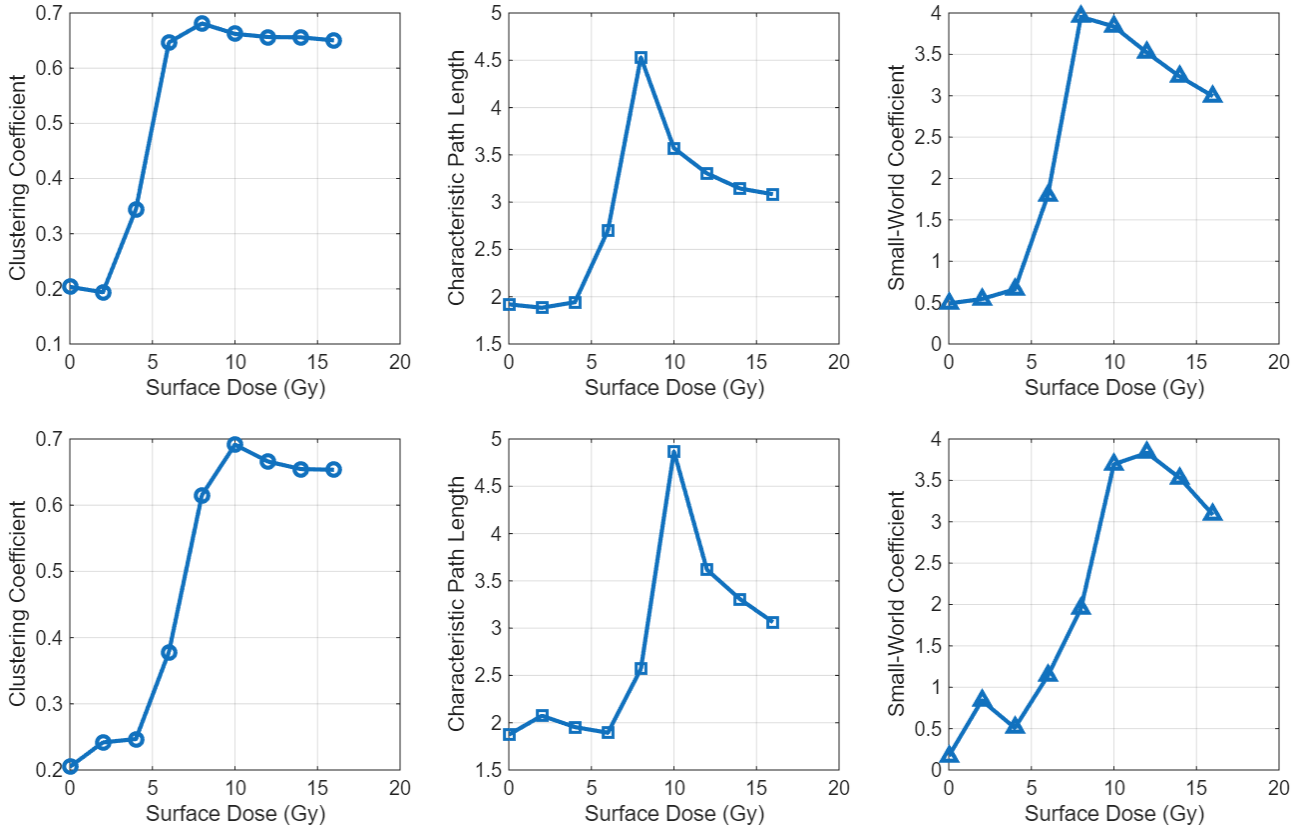 Clustering Coefficient
0.7
0.6
0.5
0.4
0.3
0.2
0.1
0 5 10 15 20
Surface Dose (Gy)
Characteristic Path Length
5
4.5
4
3.5
3
2.5
2
1.5
0 5 10 15 20
Surface Dose (Gy)
Small-World Coefficient
4
3.5
3
2.5
2
1.5
1
0.5
0
0 5 10 15 20
Surface Dose (Gy)
Clustering Coefficient
0.7
0.6
0.5
0.4
0.3
0.2
0 5 10 15 20
Surface Dose (Gy)
Characteristic Path Length
5
4.5
4
3.5
3
2.5
2
1.5
0 5 10 15 20
Surface Dose (Gy)
Small-World Coefficient
4
3.5
3
2.5
2
1.5
1
0.5
0
0 5 10 15 20
Surface Dose (Gy)